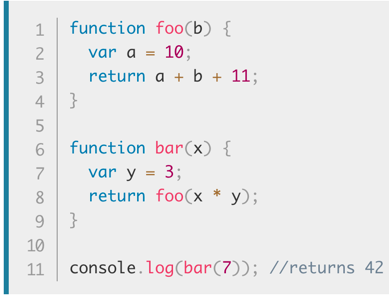 1 function foo(b) {
2   var a = 10;
3   return a + b + 11;
4 }
5
6 function bar(x) {
7   var y = 3;
8   return foo(x * y);
9 }
10
11 console.log(bar(7)); //returns 42